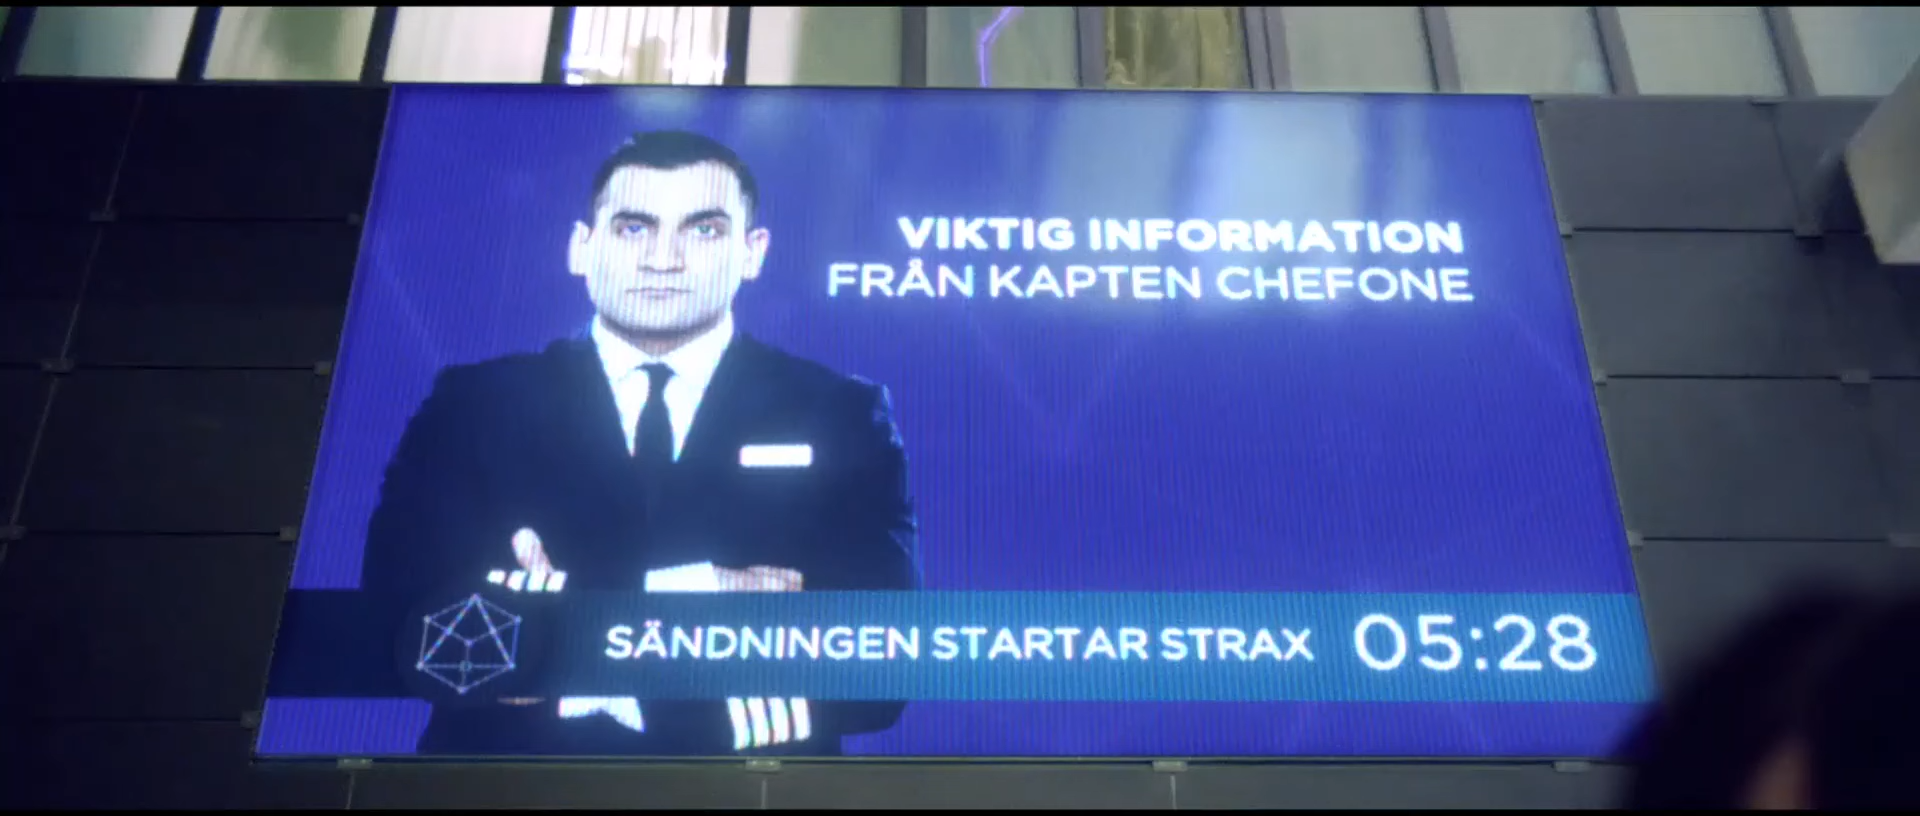 VIKTIG INFORMATION
FRÅN KAPTEN CHEFONE
SÄNDNINGEN STARTAR STRAX 05:28